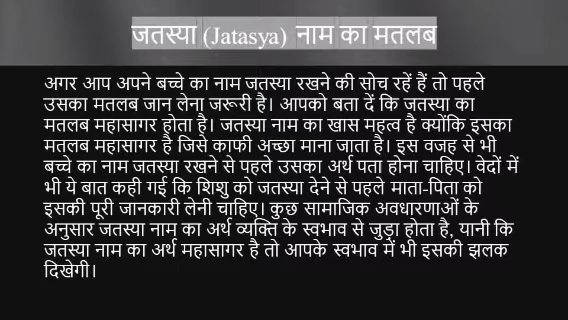 जतस्या (Jatasya) नाम का मतलब
अगर आप अपने बच्चे का नाम जतस्या रखने की सोच रहें हैं तो पहले
उसका मतलब जान लेना जरूरी है। आपको बता दें कि जतस्या का
मतलब महासागर होता है। जतस्या नाम का खास महत्व है क्योंकि इसका
मतलब महासागर है जिसे काफी अच्छा माना जाता है। इस वजह से भी
बच्चे का नाम जतस्या रखने से पहले उसका अर्थ पता होना चाहिए। वेदों में
भी ये बात कही गई कि शिशु को जतस्या देने से पहले माता-पिता को
इसकी पूरी जानकारी लेनी चाहिए। कुछ सामाजिक अवधारणाओं के
अनुसार जतस्या नाम का अर्थ व्यक्ति के स्वभाव से जुड़ा होता है, यानी कि
जतस्या नाम का अर्थ महासागर है तो आपके स्वभाव में भी इसकी झलक
दिखेगी।